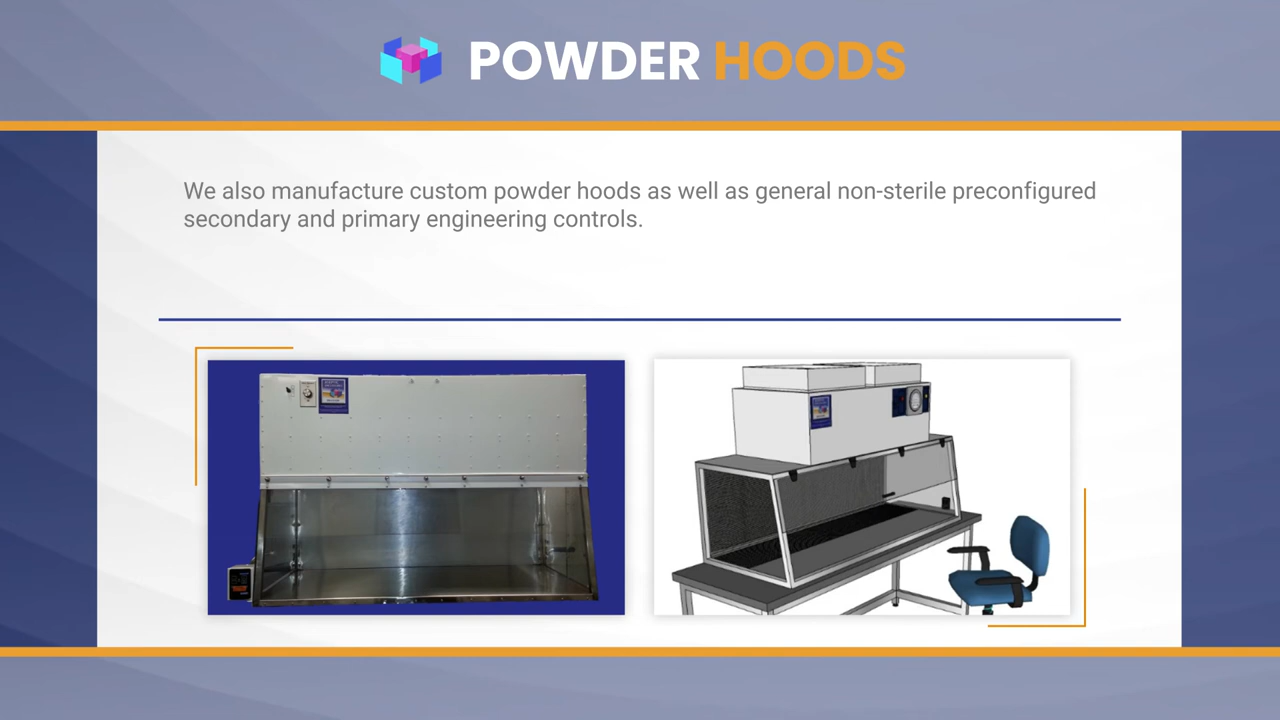 POWDER HOODS
We also manufacture custom powder hoods as well as general non-sterile preconfigured
secondary and primary engineering controls.